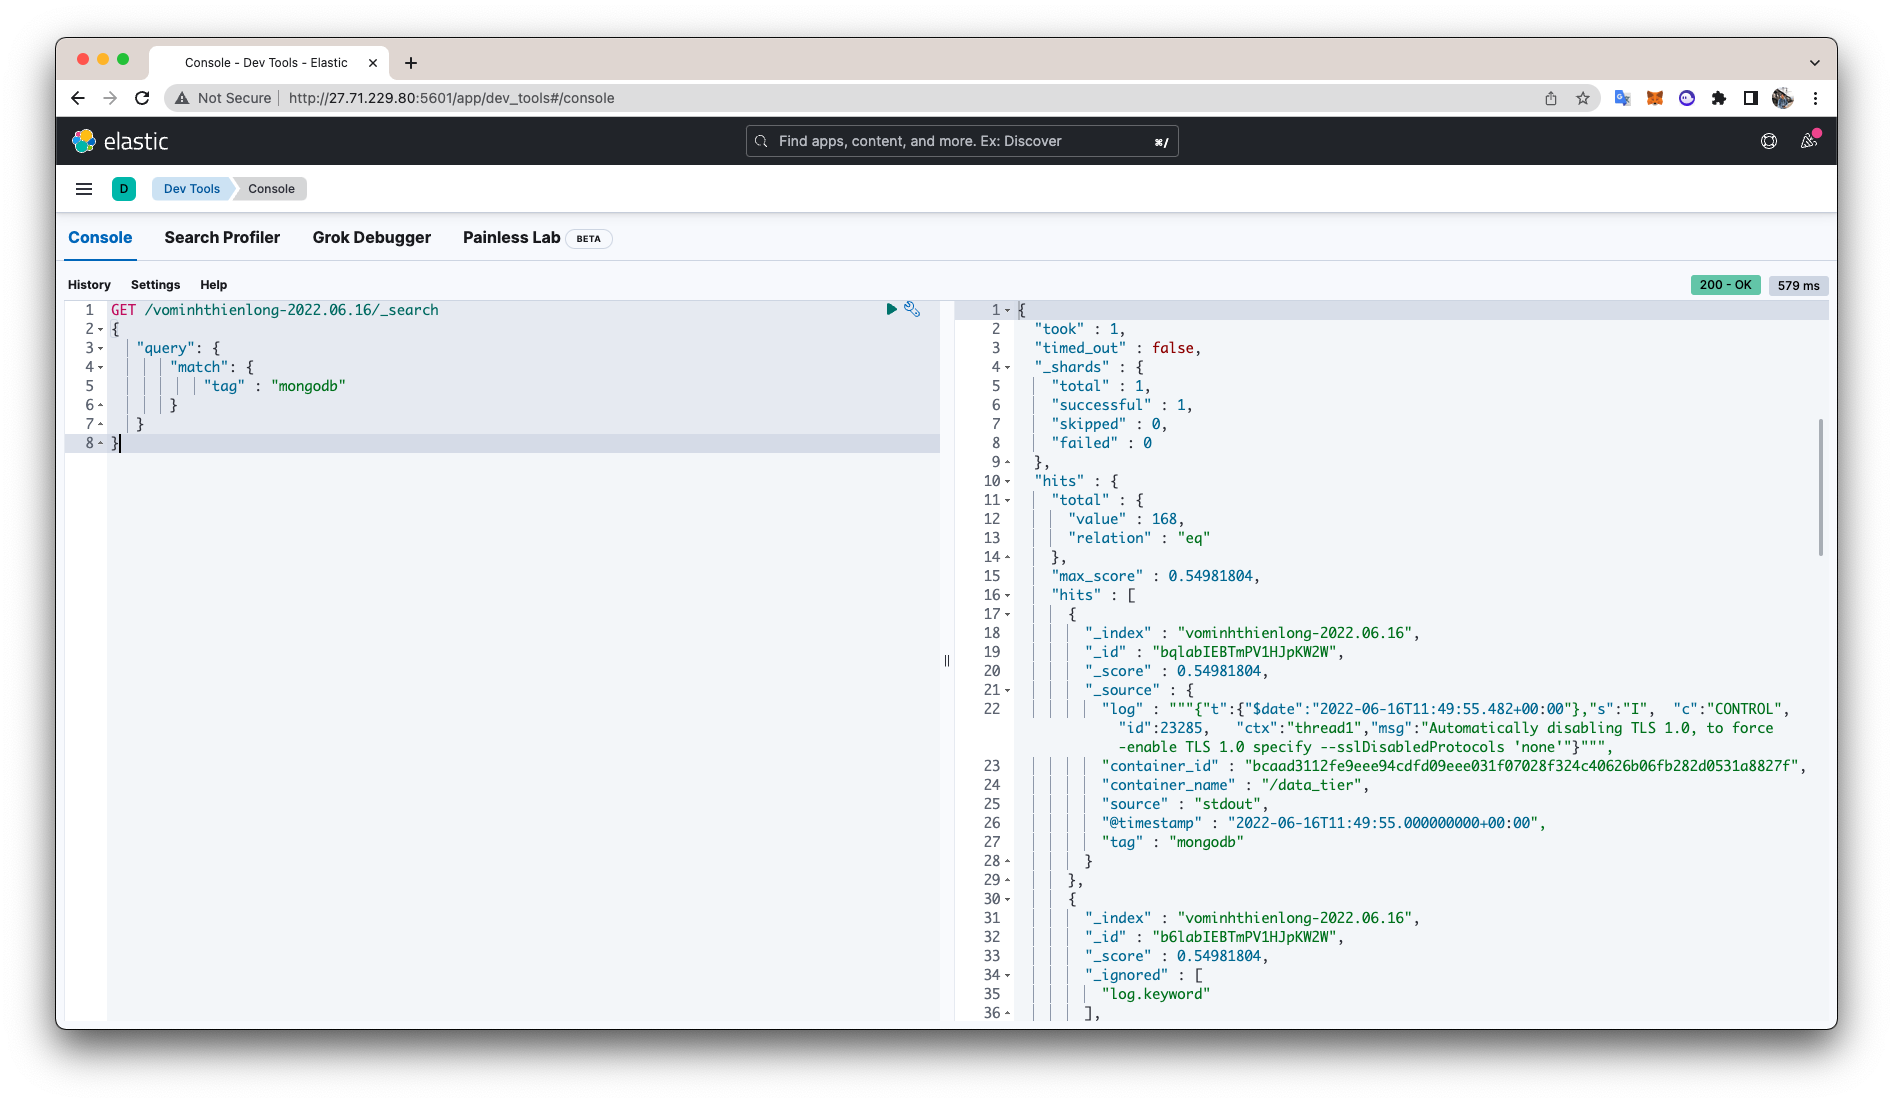 Console - Dev Tools - Elastic
Not Secure | http://27.71.229.80:5601/app/dev_tools#/console
elastic
Find apps, content, and more. Ex: Discover ⌘/
D Dev Tools Console
Console Search Profiler Grok Debugger Painless Lab BETA
History Settings Help
200 - OK 579 ms
1 GET /vominhthienlong-2022.06.16/_search
2 {
3 "query": {
4 "match": {
5 "tag" : "mongodb"
6 }
7 }
8 }
1 {
2 "took" : 1,
3 "timed_out" : false,
4 "_shards" : {
5 "total" : 1,
6 "successful" : 1,
7 "skipped" : 0,
8 "failed" : 0
9 },
10 "hits" : {
11 "total" : {
12 "value" : 168,
13 "relation" : "eq"
14 },
15 "max_score" : 0.54981804,
16 "hits" : [
17 {
18 "_index" : "vominhthienlong-2022.06.16",
19 "_id" : "bqlabIEBTmPV1HJpKW2W",
20 "_score" : 0.54981804,
21 "_source" : {
22 "log" : """{"t":{"$date":"2022-06-16T11:49:55.482+00:00"},"s":"I", "c":"CONTROL",
"id":23285, "ctx":"thread1","msg":"Automatically disabling TLS 1.0, to force
-enable TLS 1.0 specify --sslDisabledProtocols 'none'"}""",
23 "container_id" : "bcaad3112fe9eee94cdfd09eee031f07028f324c40626b06fb282d0531a8827f",
24 "container_name" : "/data_tier",
25 "source" : "stdout",
26 "@timestamp" : "2022-06-16T11:49:55.000000000+00:00",
27 "tag" : "mongodb"
28 }
29 },
30 {
31 "_index" : "vominhthienlong-2022.06.16",
32 "_id" : "b6labIEBTmPV1HJpKW2W",
33 "_score" : 0.54981804,
34 "_ignored" : [
35 "log.keyword"
36 ],